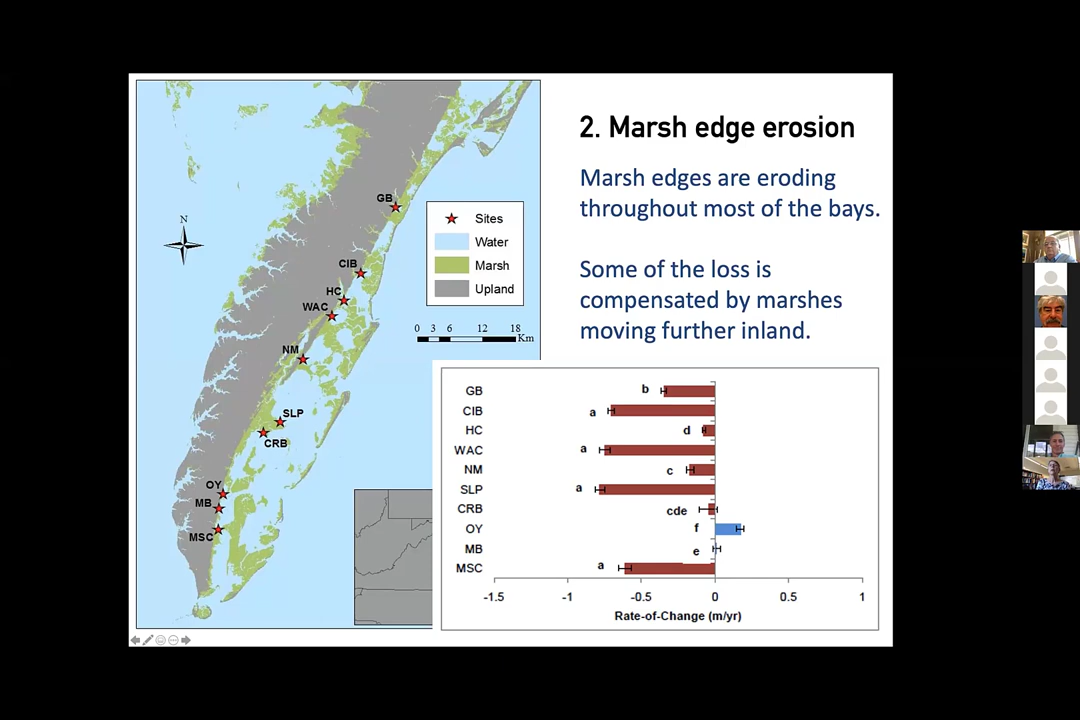 2. Marsh edge erosion
Marsh edges are eroding
throughout most of the bays.
Some of the loss is
compensated by marshes
moving further inland.
N
GB
CIB
HC
WAC
NM
SLP
CRB
OY
MB
MSC
Sites
Water
Marsh
Upland
0 3 6 12 18
Km
GB b
CIB a
HC d
WAC a
NM c
SLP a
CRB cde
OY f
MB e
MSC a
-1.5 -1 -0.5 0 0.5 1
Rate-of-Change (m/yr)